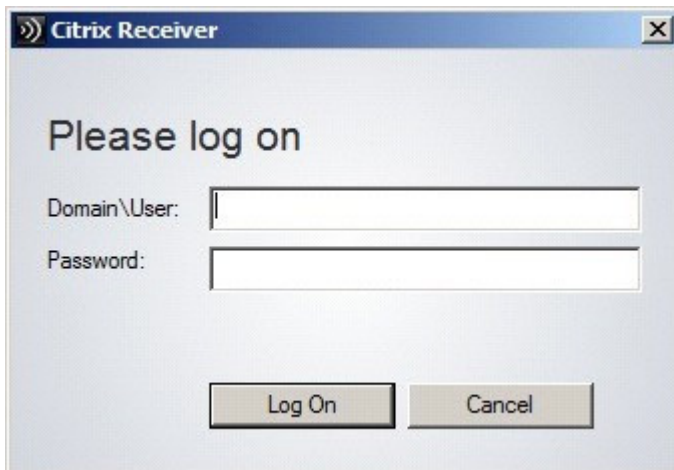 Citrix Receiver
Please log on
Domain\User:
Password:
Log On
Cancel